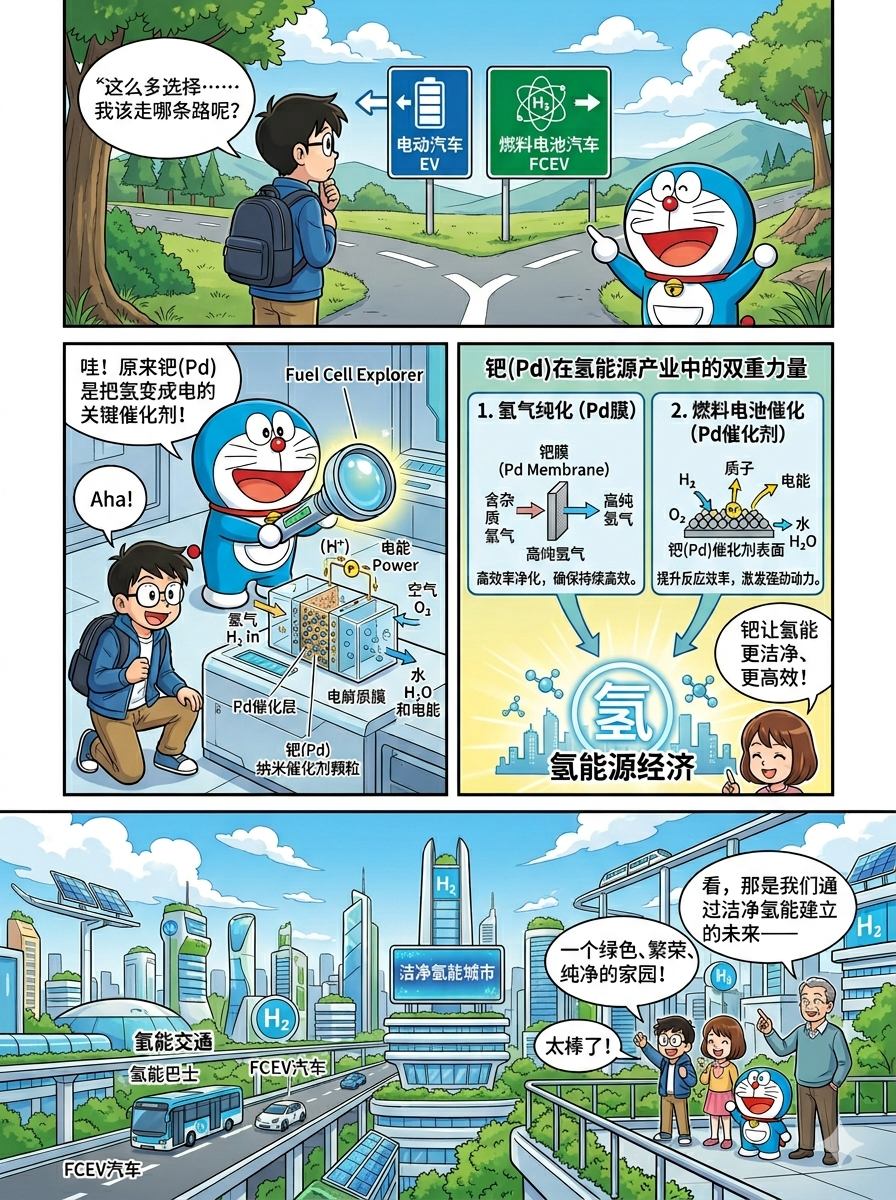 “这么多选择……
我该走哪条路呢？
电动汽车
EV
H₃
燃料电池汽车
FCEV
哇！原来钯(Pd)
是把氢变成电的
关键催化剂！
Fuel Cell Explorer
Aha!
(H⁺)
电能
Power
P
空气
O₂
氢气
H₂ in
水
H₂O
和电能
Pd催化层
钯(Pd)
纳米催化剂颗粒
钯(Pd)在氢能源产业中的双重力量
1. 氢气纯化（Pd膜）
钯膜
(Pd Membrane)
含杂
质
氢气
高纯
氢气
高纯氢气
高效率净化，确保持续高效。
2. 燃料电池催化
（Pd催化剂）
质子
H₂
电能
O₂
水
H₂O
钯(Pd)催化剂表面
提升反应效率，激发强劲动力。
钯让氢能
更洁净、
更高效！
氢
氢能源经济
H₂
看，那是我们通
过洁净氢能建立
的未来——
H₂
一个绿色、繁荣、
纯净的家园！
洁净氢能城市
H₂
太棒了！
氢能交通
氢能巴士
FCEV汽车
FCEV汽车